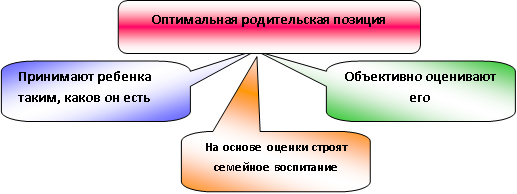 Оптимальная родительская позиция
Принимают ребенка
таким, каков он есть
Объективно оценивают
его
На основе оценки строят
семейное воспитание